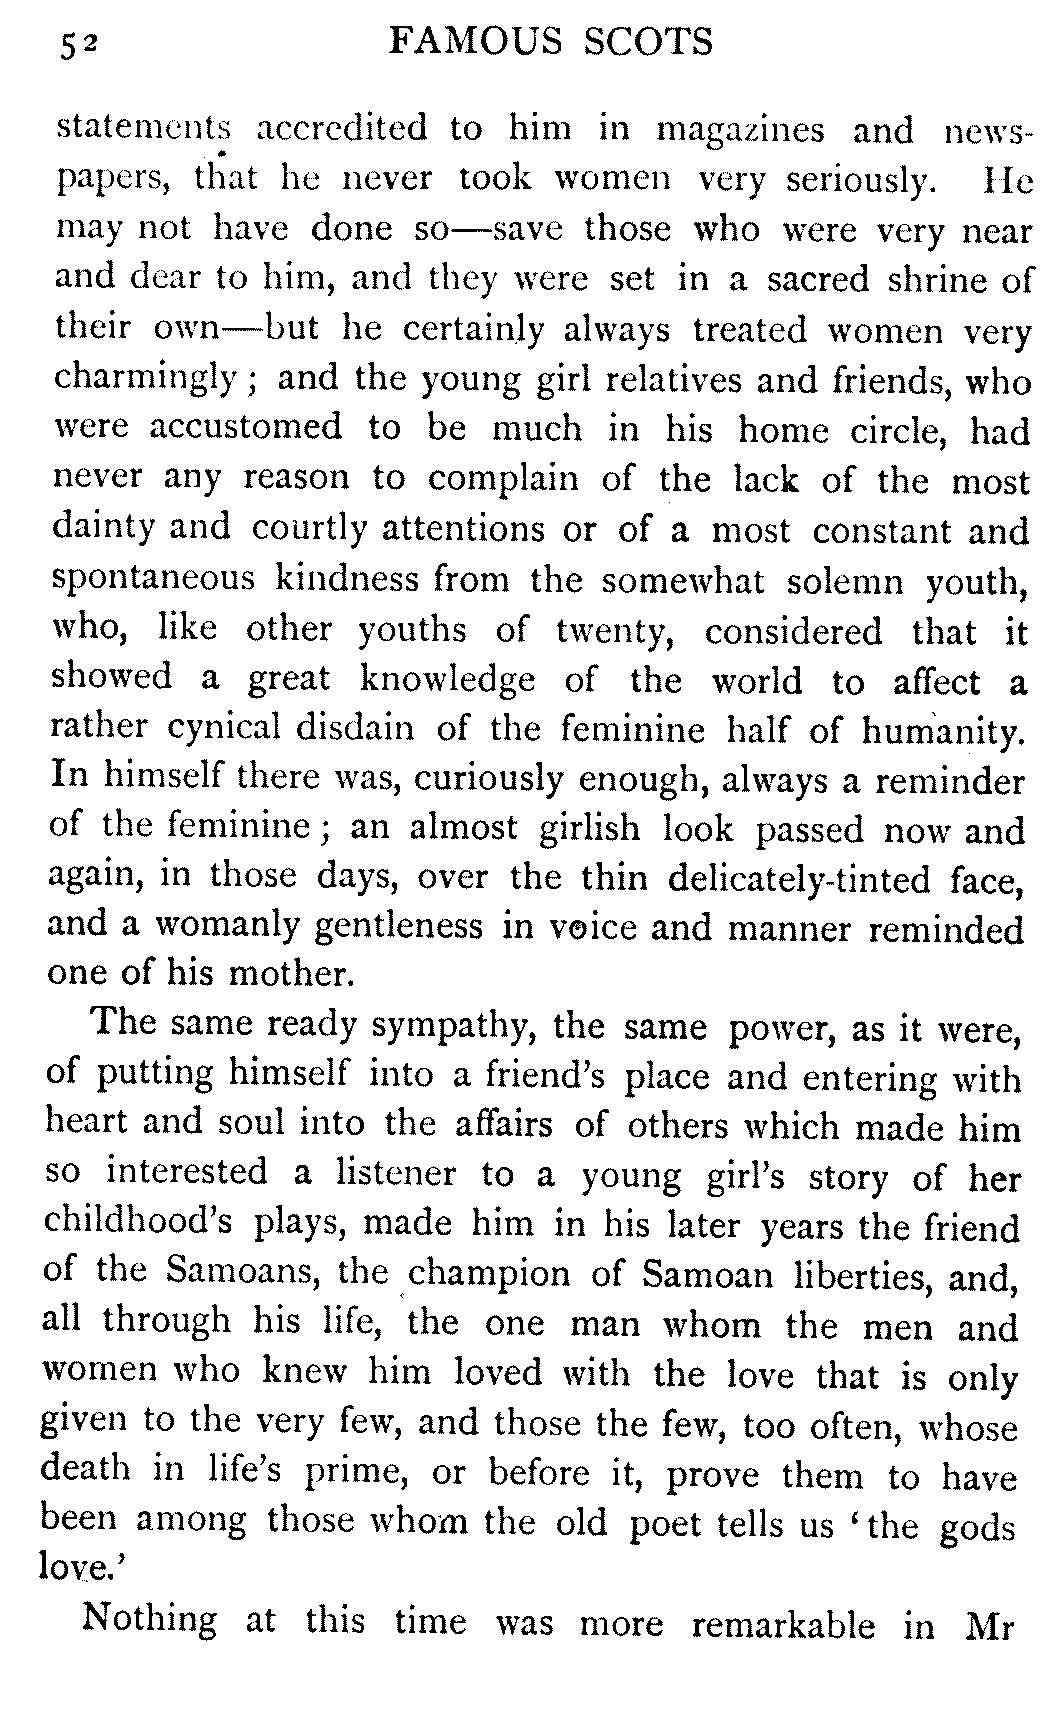 52 FAMOUS SCOTS
statements accredited to him in magazines and news-
papers, that he never took women very seriously. He
may not have done so—save those who were very near
and dear to him, and they were set in a sacred shrine of
their own—but he certainly always treated women very
charmingly; and the young girl relatives and friends, who
were accustomed to be much in his home circle, had
never any reason to complain of the lack of the most
dainty and courtly attentions or of a most constant and
spontaneous kindness from the somewhat solemn youth,
who, like other youths of twenty, considered that it
showed a great knowledge of the world to affect a
rather cynical disdain of the feminine half of humanity.
In himself there was, curiously enough, always a reminder
of the feminine; an almost girlish look passed now and
again, in those days, over the thin delicately-tinted face,
and a womanly gentleness in voice and manner reminded
one of his mother.
The same ready sympathy, the same power, as it were,
of putting himself into a friend's place and entering with
heart and soul into the affairs of others which made him
so interested a listener to a young girl's story of her
childhood's plays, made him in his later years the friend
of the Samoans, the champion of Samoan liberties, and,
all through his life, the one man whom the men and
women who knew him loved with the love that is only
given to the very few, and those the few, too often, whose
death in life's prime, or before it, prove them to have
been among those whom the old poet tells us ‘the gods
love.’
Nothing at this time was more remarkable in Mr